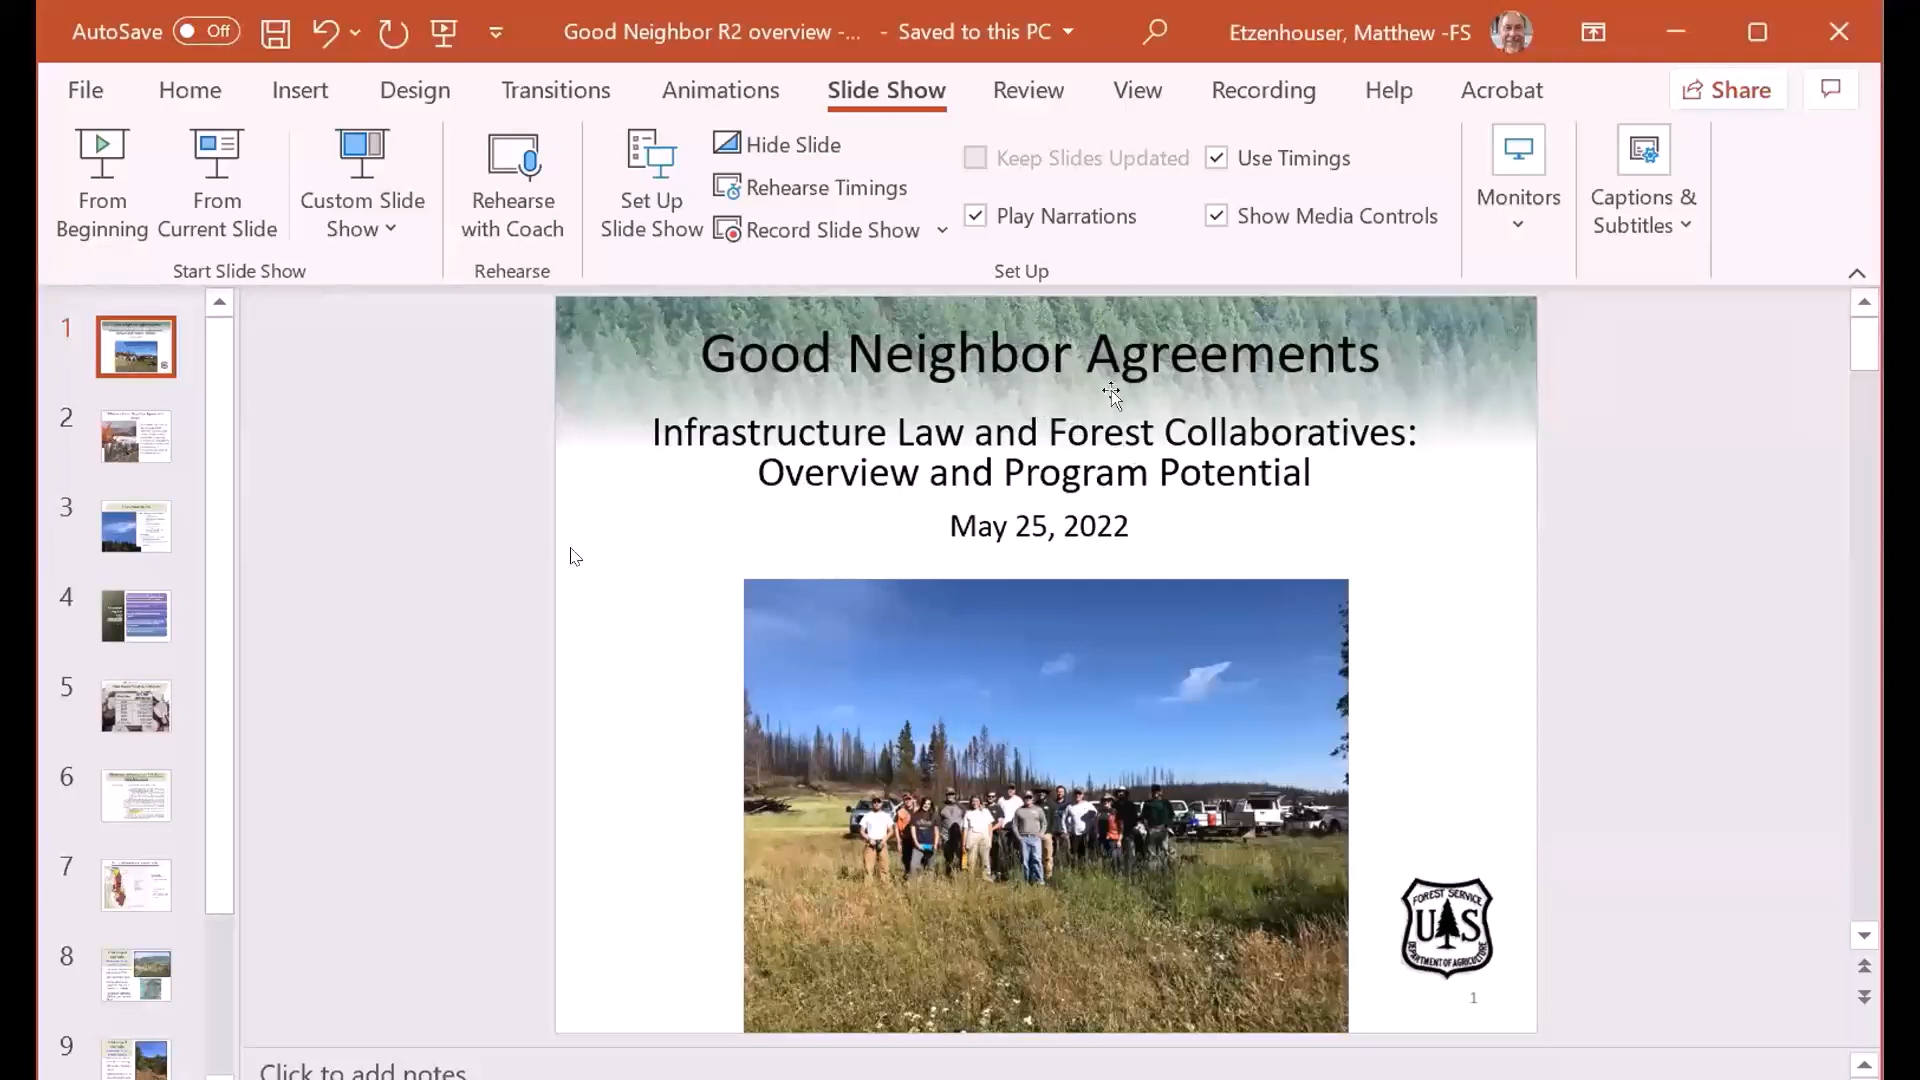 AutoSave Off
Good Neighbor R2 overview -... - Saved to this PC
Etzenhouser, Matthew -FS
File Home Insert Design Transitions Animations Slide Show Review View Recording Help Acrobat
Share
From Beginning
From Current Slide
Custom Slide Show
Start Slide Show
Rehearse with Coach
Rehearse
Set Up Slide Show
Hide Slide
Rehearse Timings
Record Slide Show
Keep Slides Updated
Play Narrations
Use Timings
Show Media Controls
Set Up
Monitors
Captions & Subtitles
1
2
3
4
5
6
7
8
9
Good Neighbor Agreements
Infrastructure Law and Forest Collaboratives:
Overview and Program Potential
May 25, 2022
FOREST SERVICE
U S
DEPARTMENT OF AGRICULTURE
1
Click to add notes